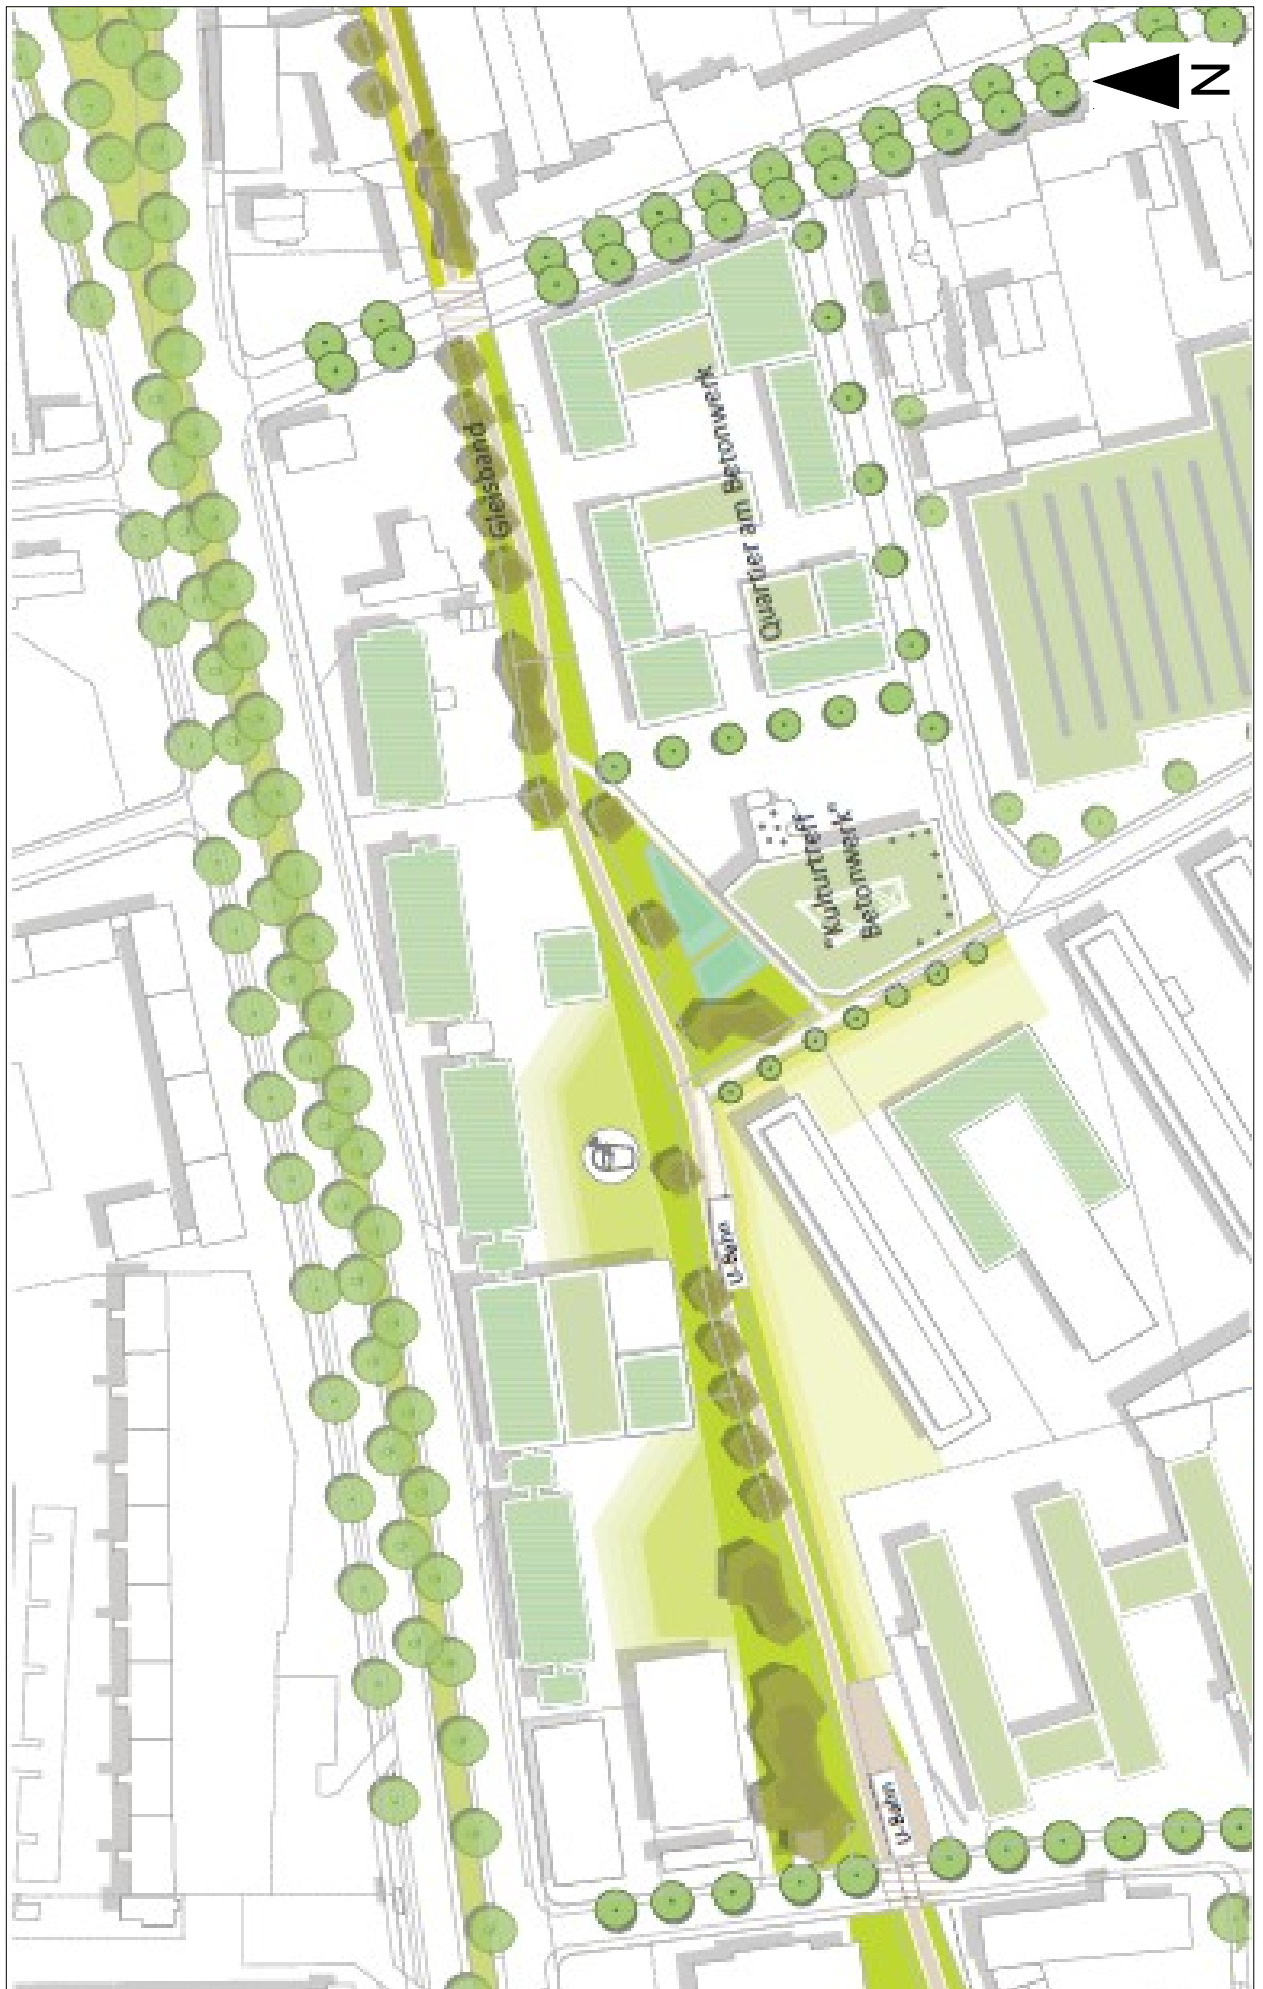 N
Gleisband
Quartier am Betonwerk
"Kulturtreff
Betonwerk"
U-Bahn
U-Bahn